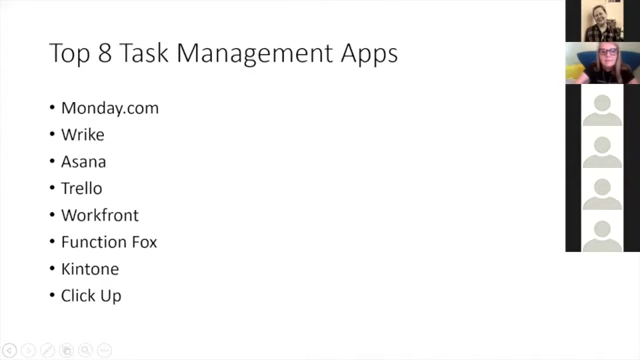 Top 8 Task Management Apps
• Monday.com
• Wrike
• Asana
• Trello
• Workfront
• Function Fox
• Kintone
• Click Up